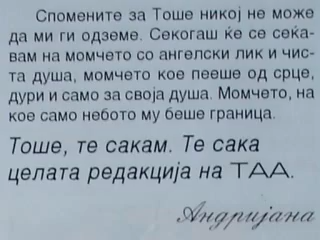 Спомените за Тоше никој не може
да ми ги одземе. Секогаш ќе се сеќа-
вам на момчето со ангелски лик и чис-
та душа, момчето кое пееше од срце,
дури и само за своја душа. Момчето, на
кое само небото му беше граница.
Тоше, те сакам. Те сака
целата редакција на ТАА.
Андријана